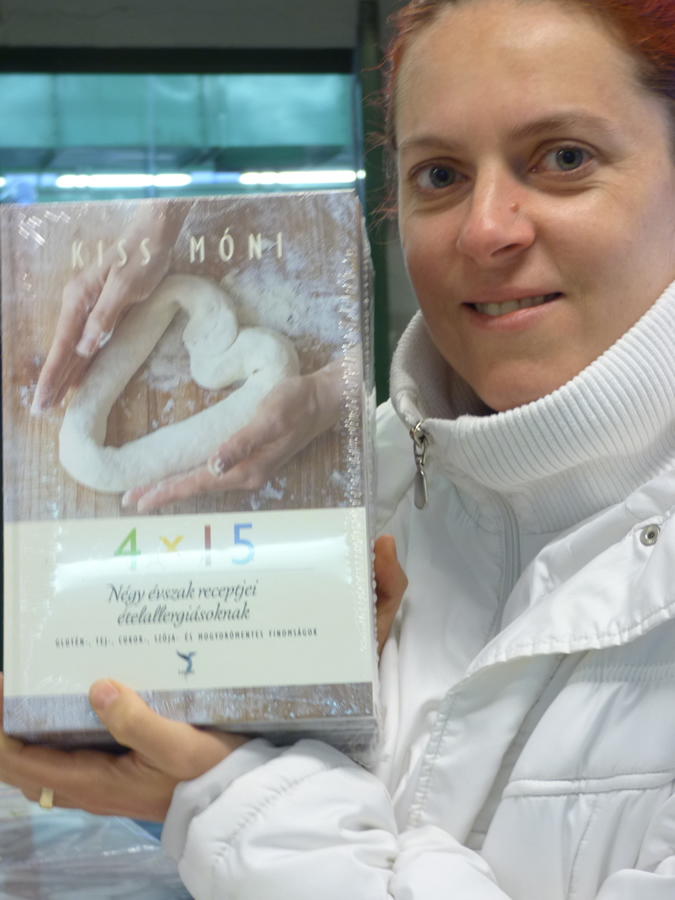 KISS MÓNI
4x15
Négy évszak receptjei
ételallergiásoknak
GLUTÉN-, TEJ-, CUKOR-, SZÓJA- ÉS MOGYORÓMENTES FINOMSÁGOK